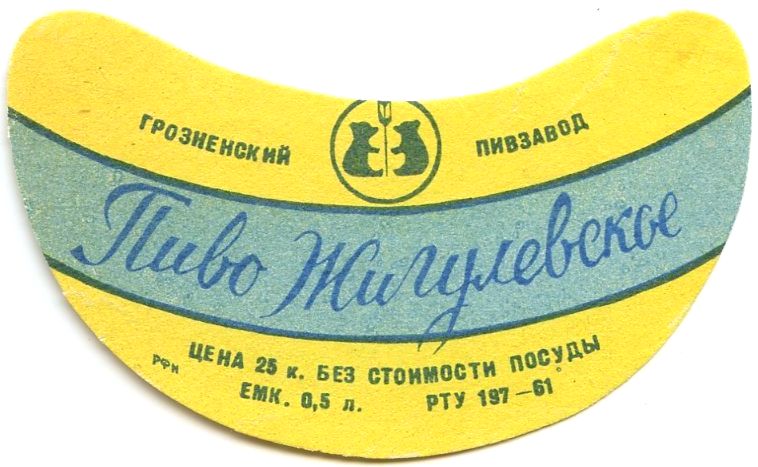 ГРОЗНЕНСКИЙ ПИВЗАВОД
Пиво Жигулевское
ЦЕНА 25 к. БЕЗ СТОИМОСТИ ПОСУДЫ
РФН
ЕМК. 0,5 л. РТУ 197—61